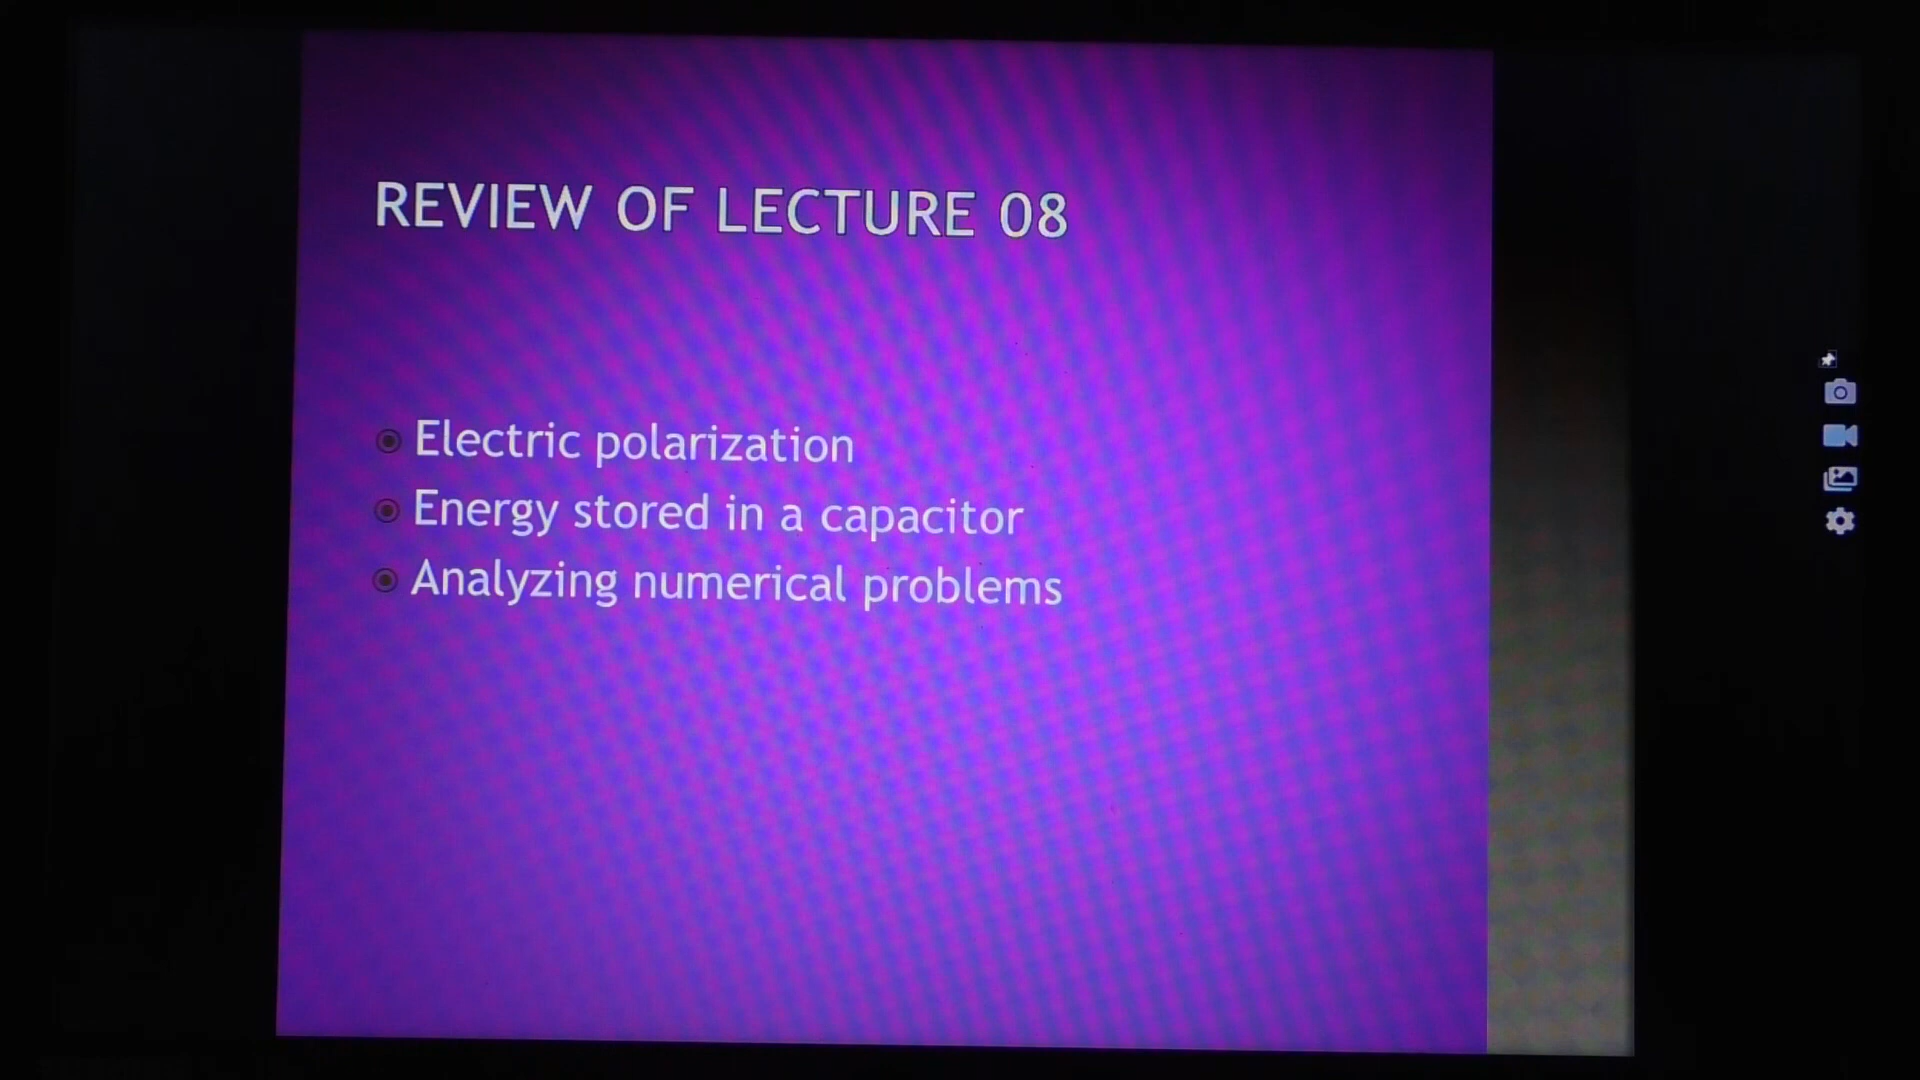 REVIEW OF LECTURE 08
Electric polarization
Energy stored in a capacitor
Analyzing numerical problems